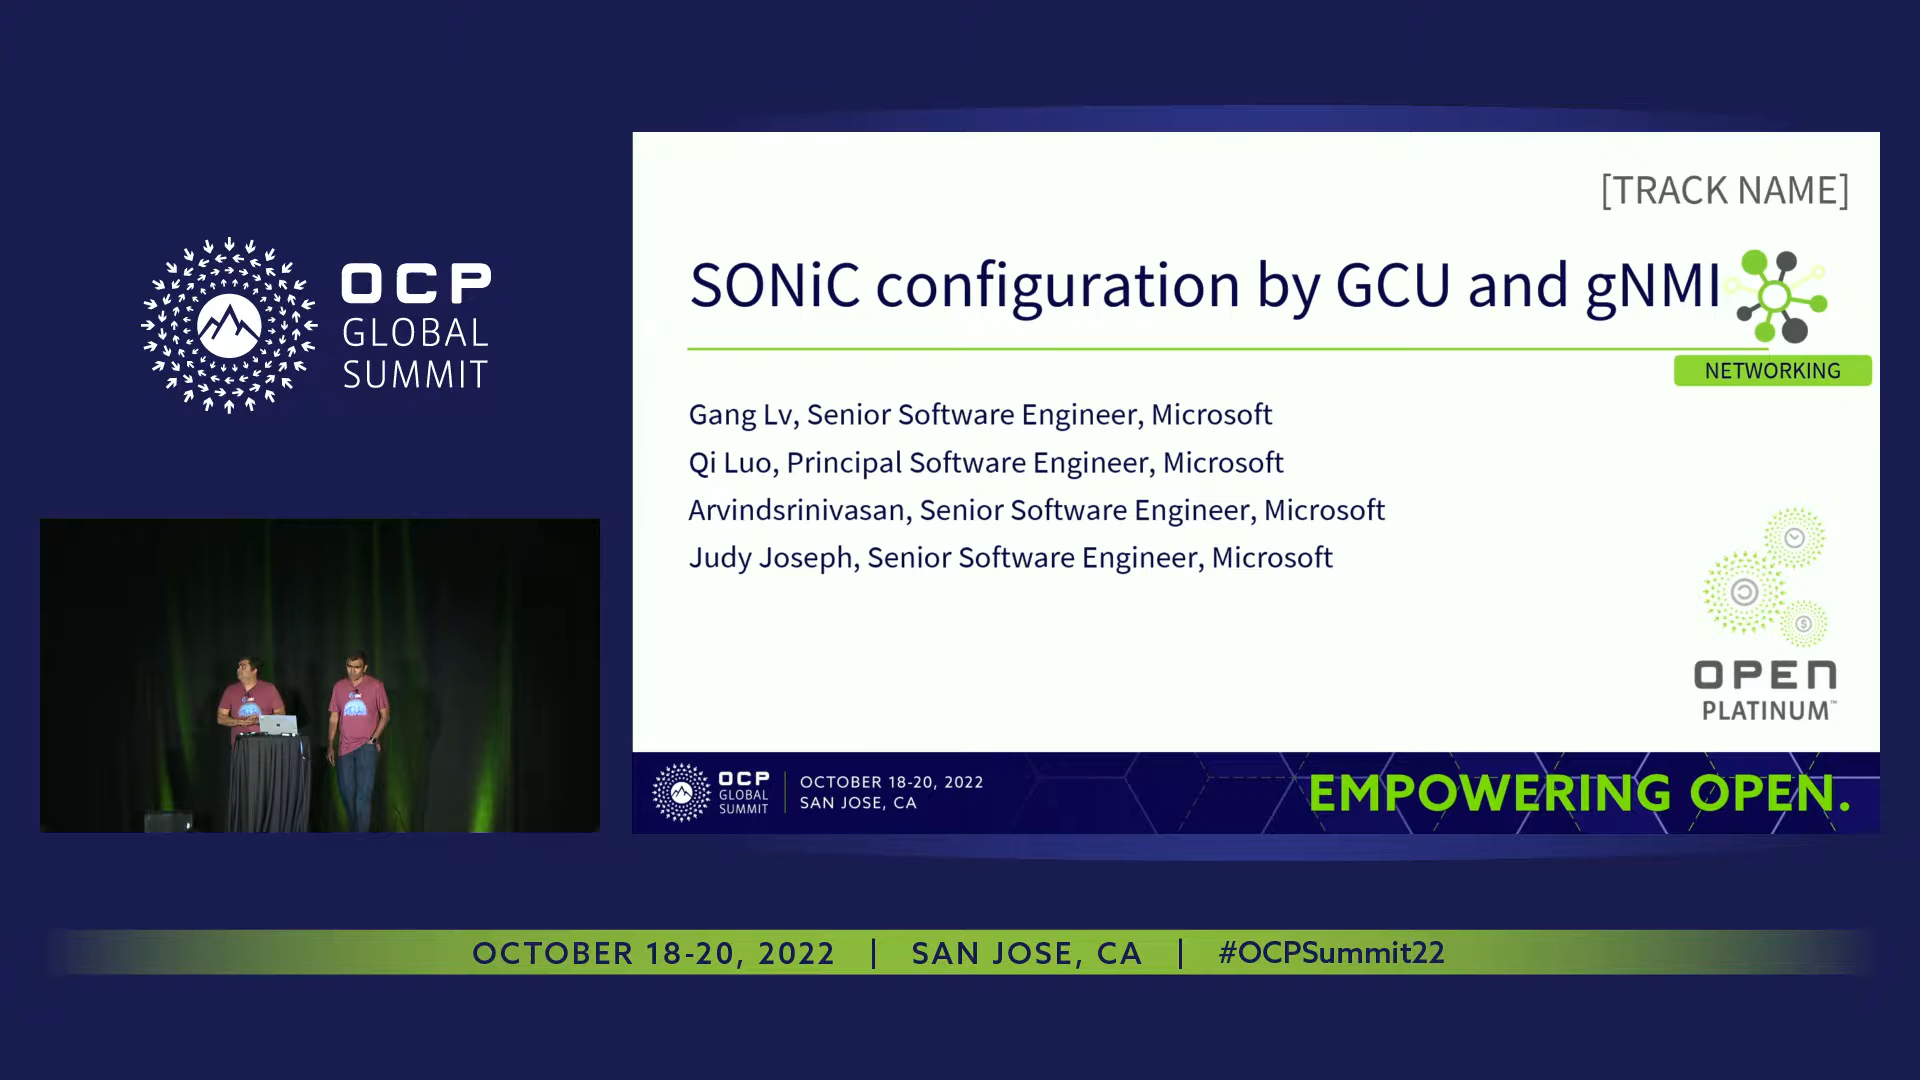 OCP
GLOBAL
SUMMIT
[TRACK NAME]
SONiC configuration by GCU and gNMI
NETWORKING
Gang Lv, Senior Software Engineer, Microsoft
Qi Luo, Principal Software Engineer, Microsoft
Arvindsrinivasan, Senior Software Engineer, Microsoft
Judy Joseph, Senior Software Engineer, Microsoft
OPEN
PLATINUM™
OCP
GLOBAL
SUMMIT
OCTOBER 18-20, 2022
SAN JOSE, CA
EMPOWERING OPEN.
OCTOBER 18-20, 2022 | SAN JOSE, CA | #OCPSummit22